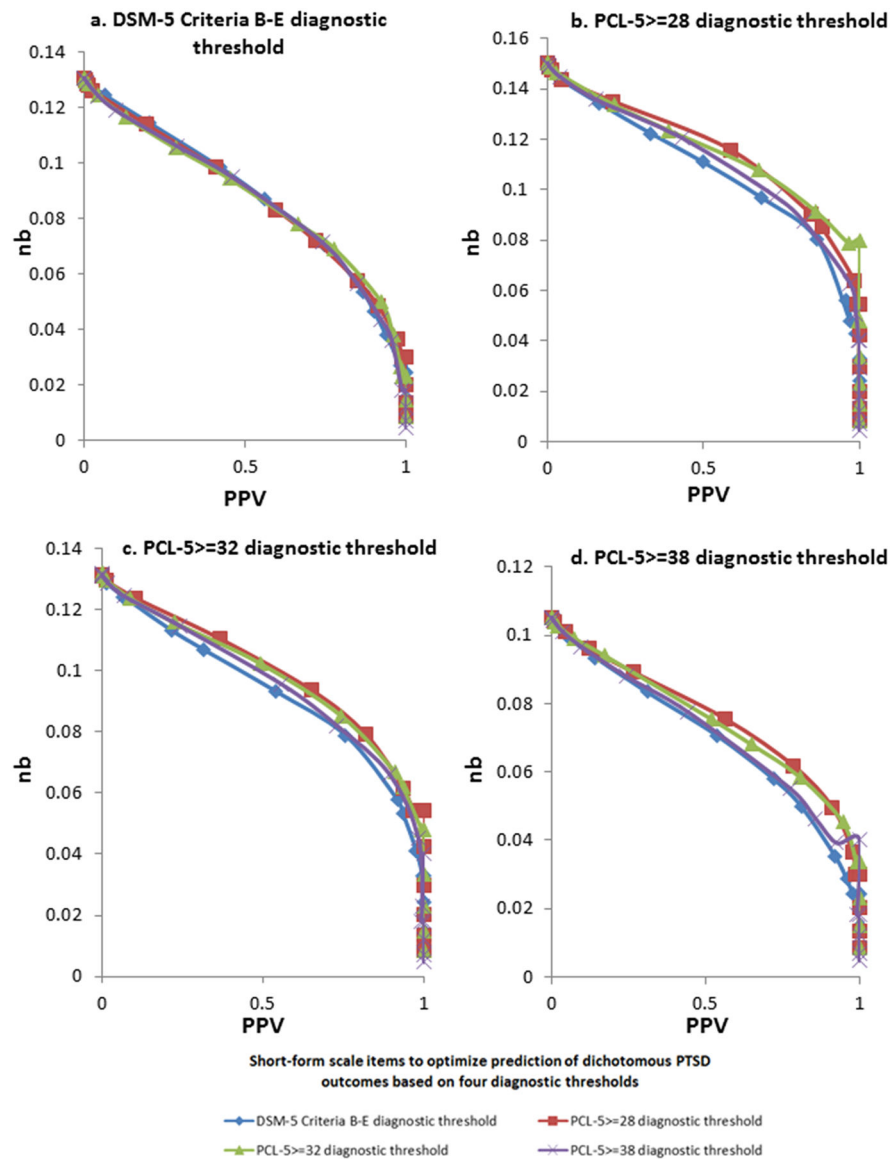 a. DSM-5 Criteria B-E diagnostic
threshold
0.14
0.12
0.1
0.08
0.06
0.04
0.02
0
nb
0
0.5
1
PPV
b. PCL-5>=28 diagnostic threshold
0.16
0.14
0.12
0.1
0.08
0.06
0.04
0.02
0
nb
0
0.5
1
PPV
c. PCL-5>=32 diagnostic threshold
0.14
0.12
0.1
0.08
0.06
0.04
0.02
0
nb
0
0.5
1
PPV
d. PCL-5>=38 diagnostic threshold
0.12
0.1
0.08
0.06
0.04
0.02
0
nb
0
0.5
1
PPV
Short-form scale items to optimize prediction of dichotomous PTSD
outcomes based on four diagnostic thresholds
DSM-5 Criteria B-E diagnostic threshold
PCL-5>=28 diagnostic threshold
PCL-5>=32 diagnostic threshold
PCL-5>=38 diagnostic threshold